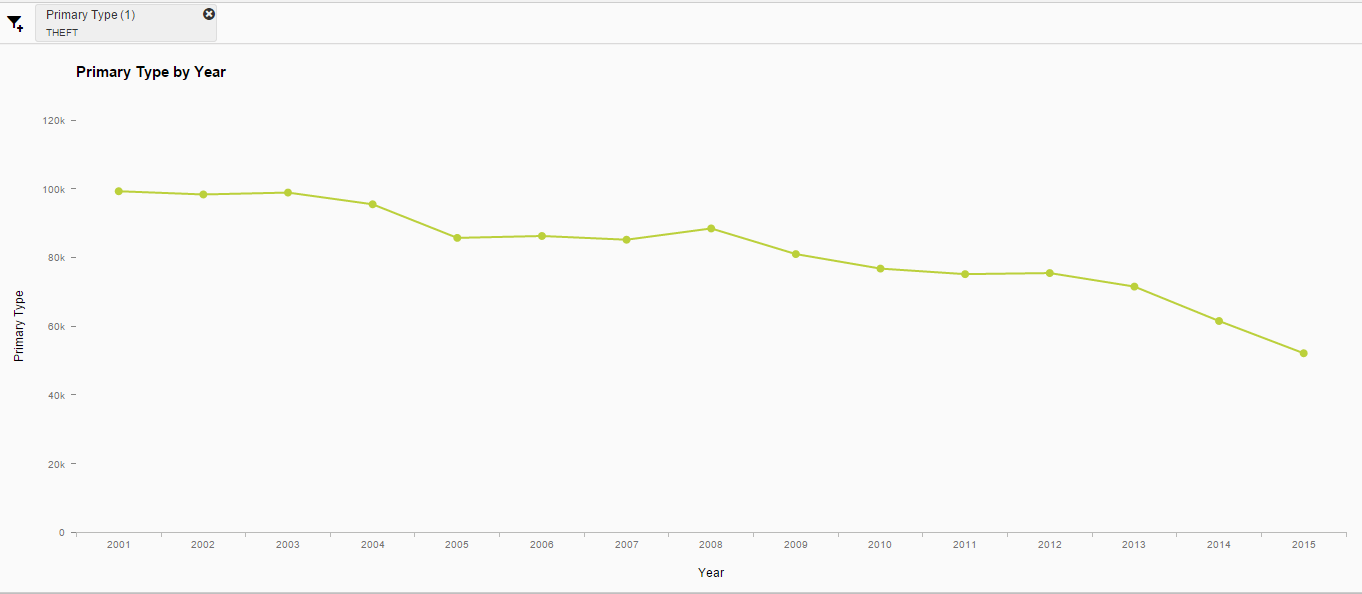 Primary Type (1)
THEFT
Primary Type by Year
120k
100k
80k
60k
40k
20k
0
Primary Type
2001 2002 2003 2004 2005 2006 2007 2008 2009 2010 2011 2012 2013 2014 2015
Year